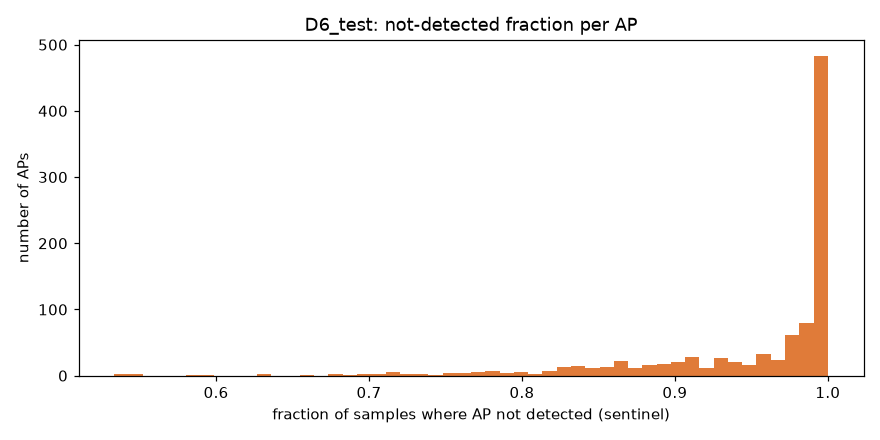 D6_test: not-detected fraction per AP
number of APs
500
400
300
200
100
0
0.6 0.7 0.8 0.9 1.0
fraction of samples where AP not detected (sentinel)